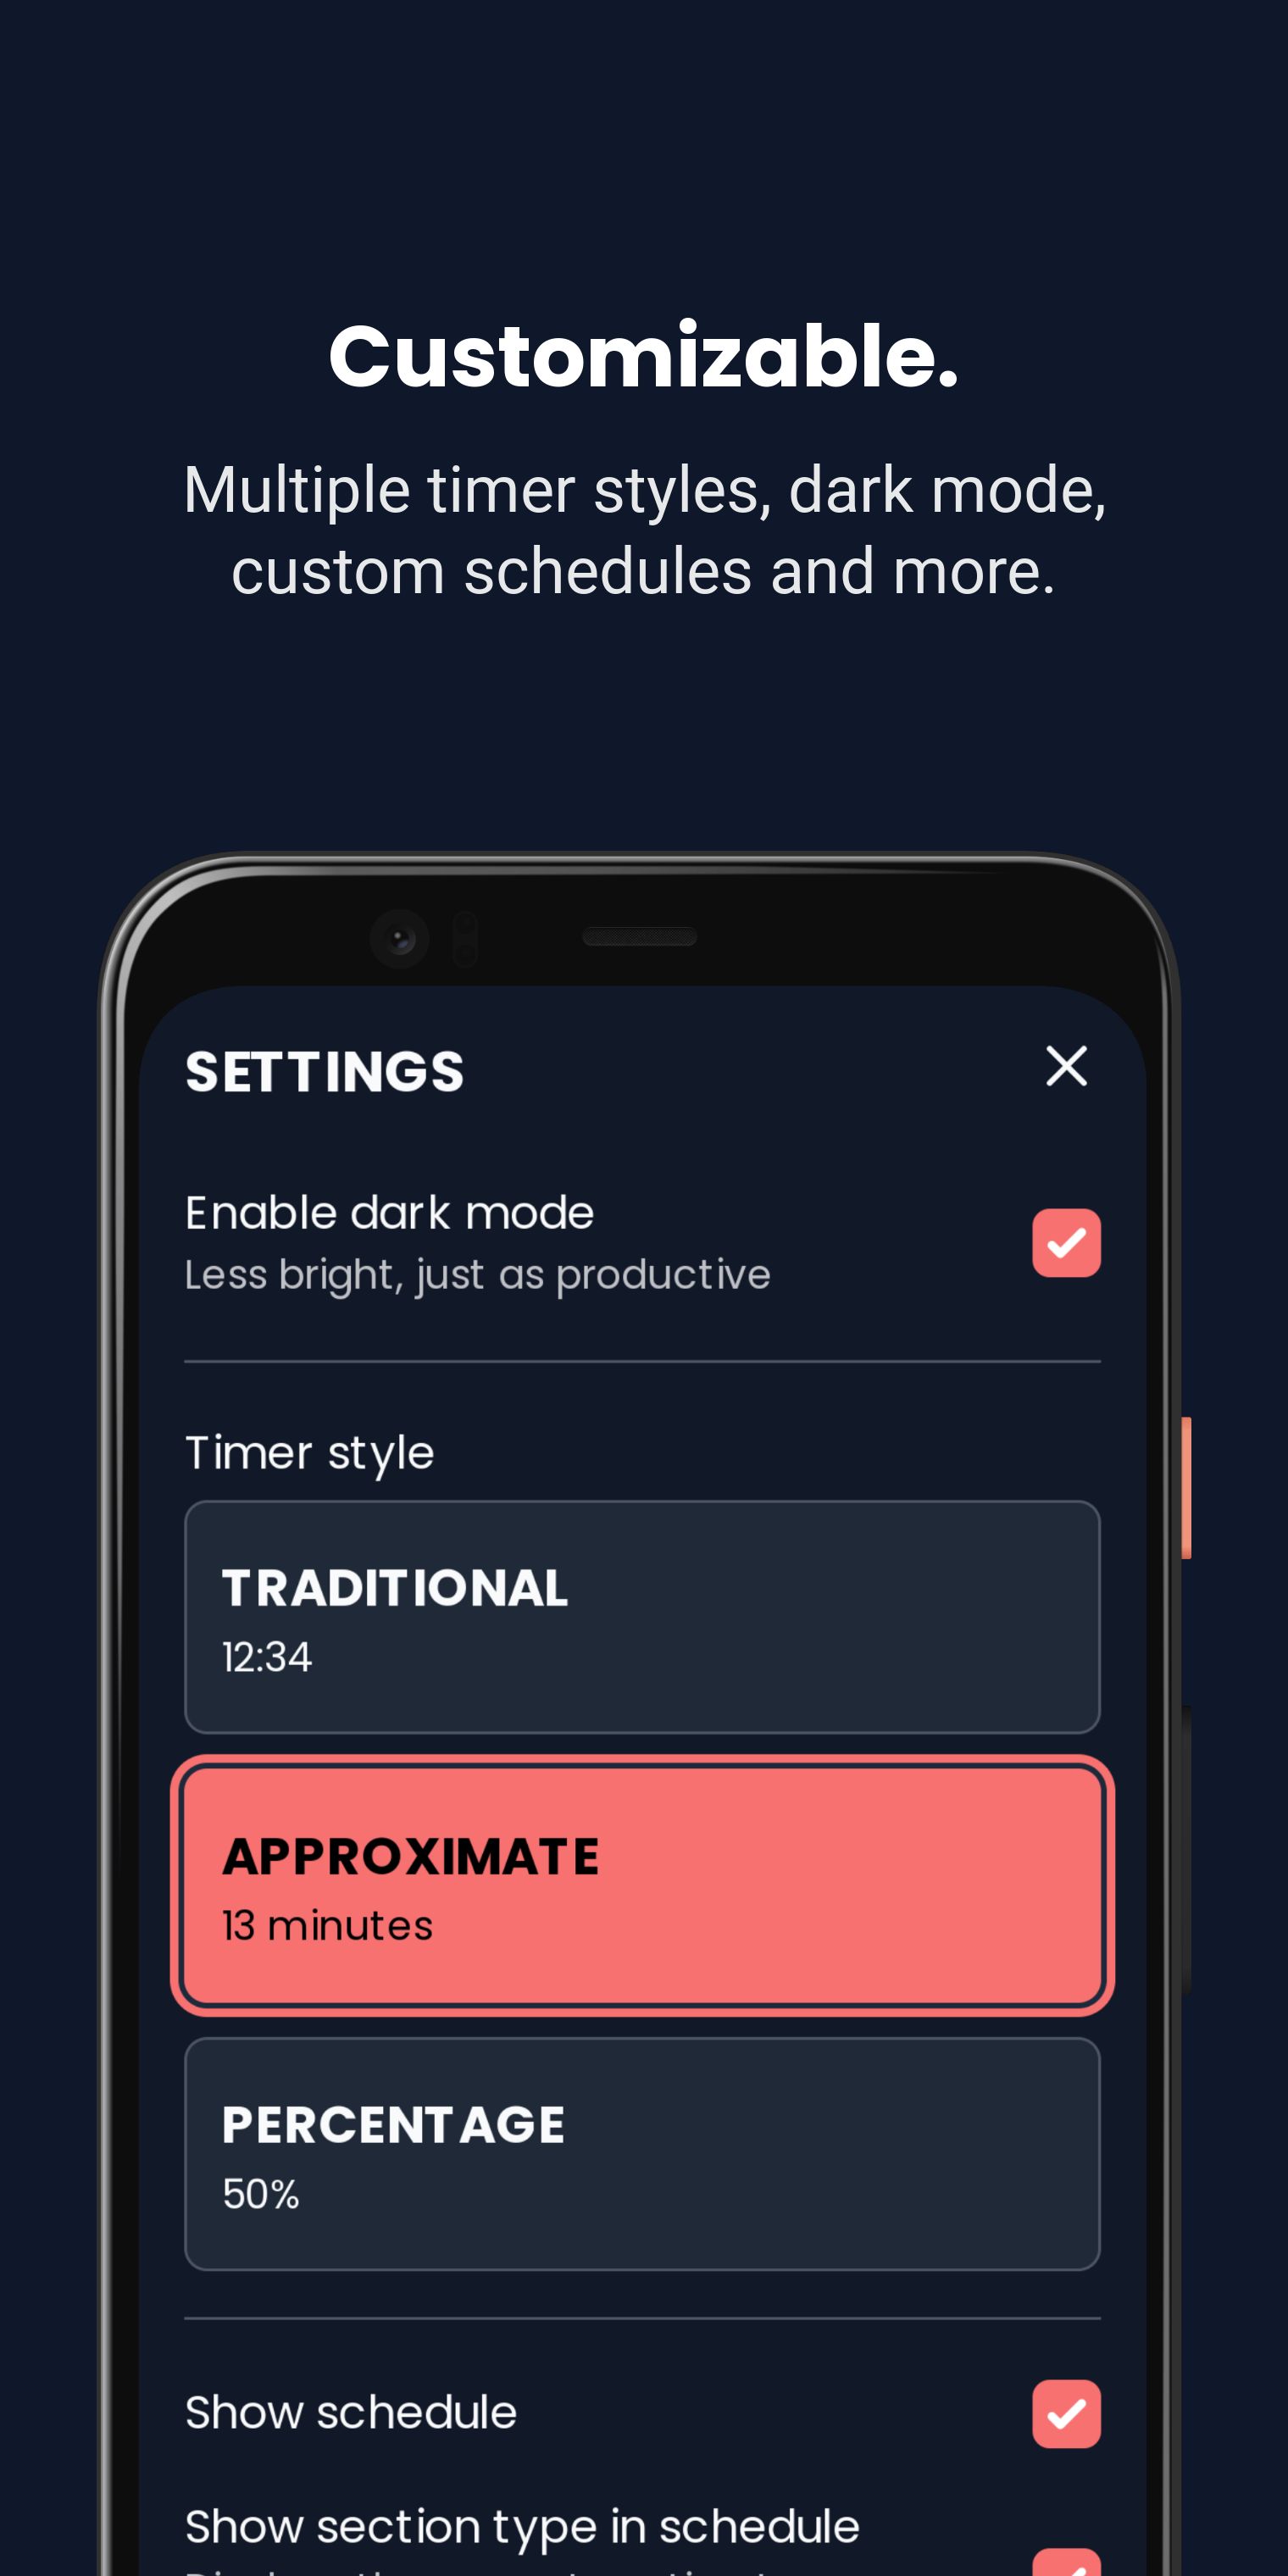 Customizable.
Multiple timer styles, dark mode,
custom schedules and more.
SETTINGS
Enable dark mode
Less bright, just as productive
Timer style
TRADITIONAL
12:34
APPROXIMATE
13 minutes
PERCENTAGE
50%
Show schedule
Show section type in schedule